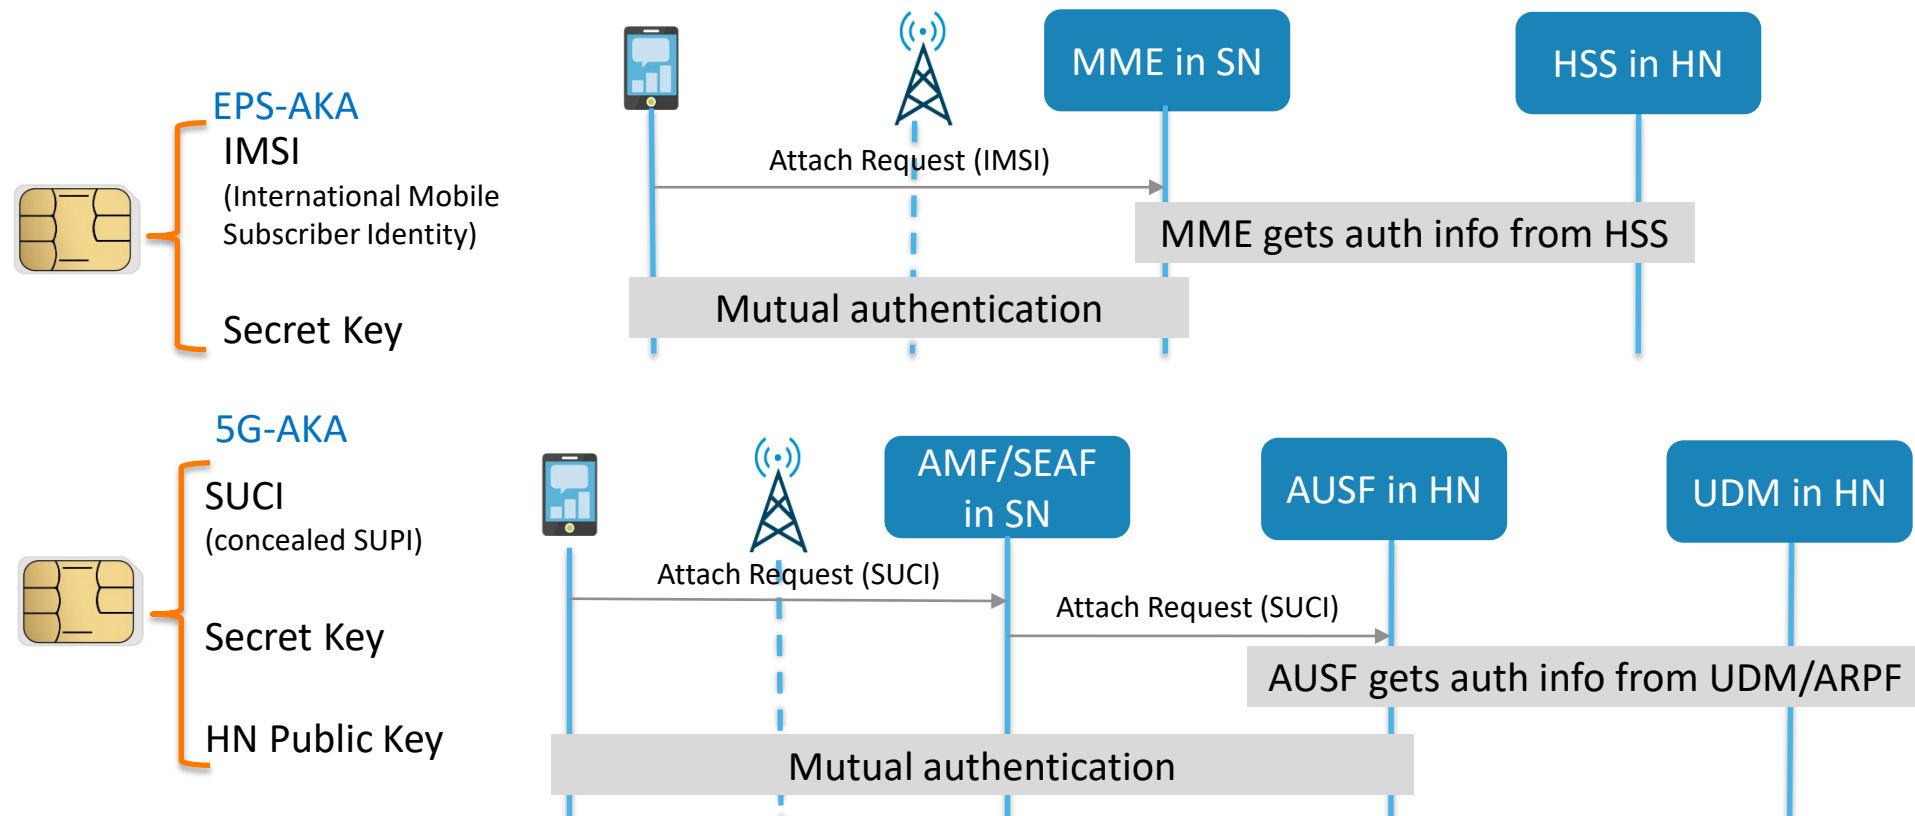 EPS-AKA
IMSI
(International Mobile
Subscriber Identity)
Secret Key
MME in SN
HSS in HN
Attach Request (IMSI)
MME gets auth info from HSS
Mutual authentication
5G-AKA
SUCI
(concealed SUPI)
Secret Key
HN Public Key
AMF/SEAF
in SN
AUSF in HN
UDM in HN
Attach Request (SUCI)
Attach Request (SUCI)
AUSF gets auth info from UDM/ARPF
Mutual authentication